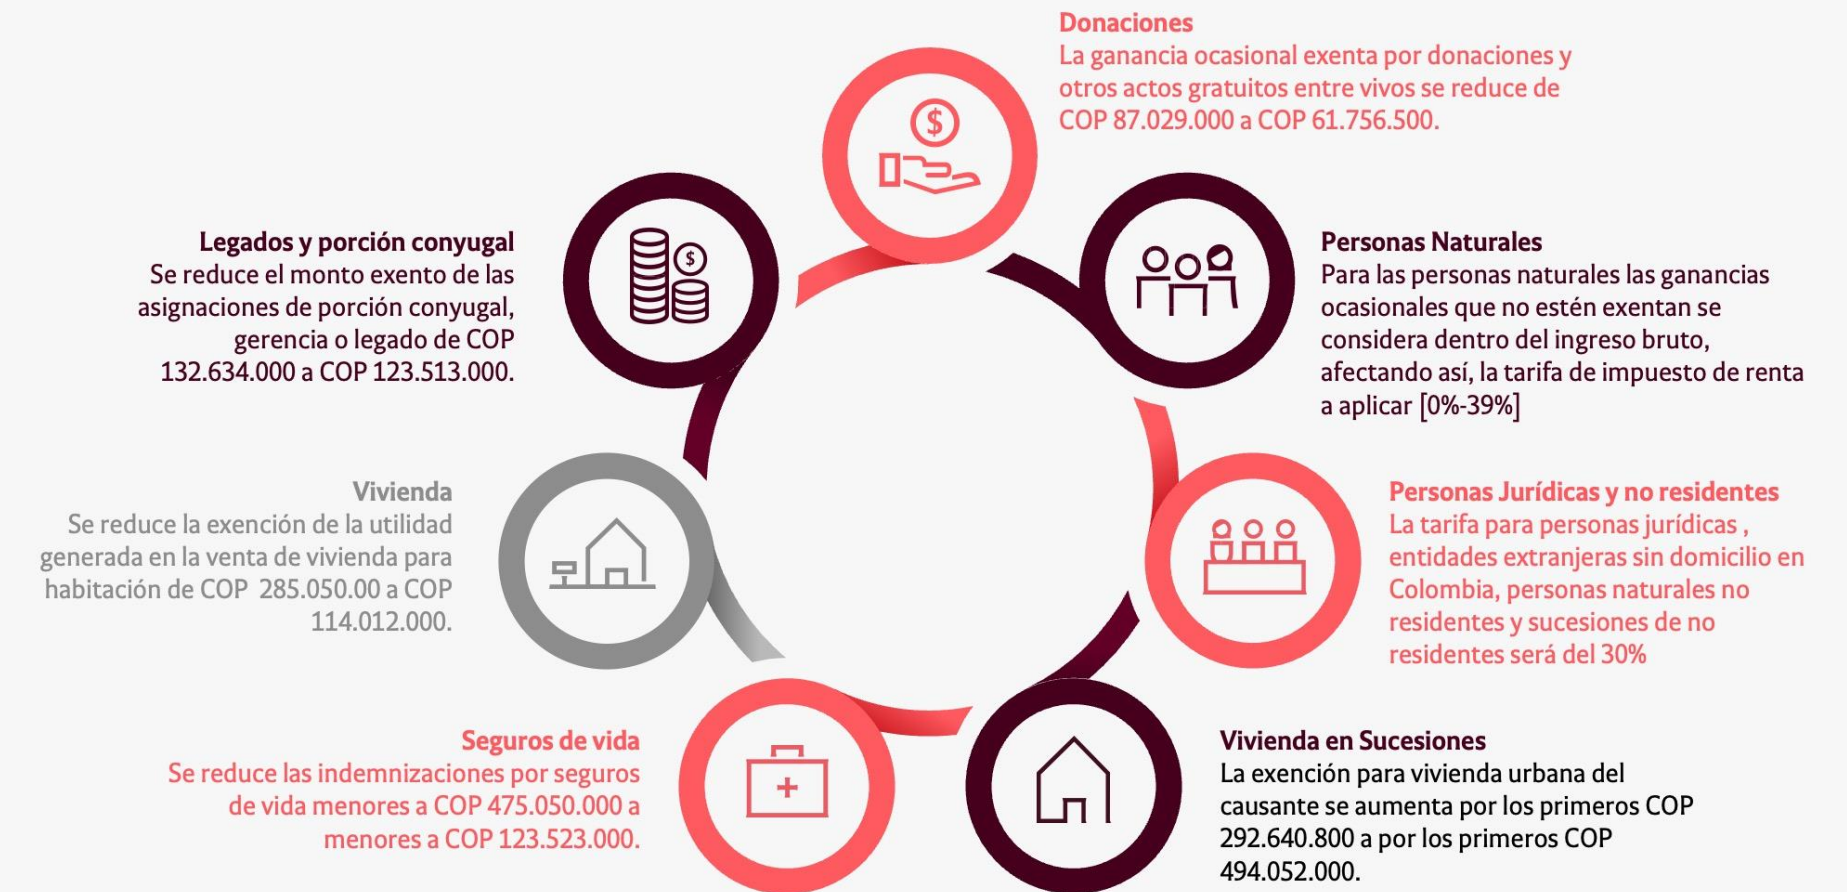 Donaciones
La ganancia ocasional exenta por donaciones y
otros actos gratuitos entre vivos se reduce de
COP 87.029.000 a COP 61.756.500.
Personas Naturales
Para las personas naturales las ganancias
ocasionales que no estén exentan se
considera dentro del ingreso bruto,
afectando así, la tarifa de impuesto de renta
a aplicar [0%-39%]
Personas Jurídicas y no residentes
La tarifa para personas jurídicas ,
entidades extranjeras sin domicilio en
Colombia, personas naturales no
residentes y sucesiones de no
residentes será del 30%
Vivienda en Sucesiones
La exención para vivienda urbana del
causante se aumenta por los primeros COP
292.640.800 a por los primeros COP
494.052.000.
Seguros de vida
Se reduce las indemnizaciones por seguros
de vida menores a COP 475.050.000 a
menores a COP 123.523.000.
Vivienda
Se reduce la exención de la utilidad
generada en la venta de vivienda para
habitación de COP  285.050.00 a COP
114.012.000.
Legados y porción conyugal
Se reduce el monto exento de las
asignaciones de porción conyugal,
gerencia o legado de COP
132.634.000 a COP 123.513.000.
$
$